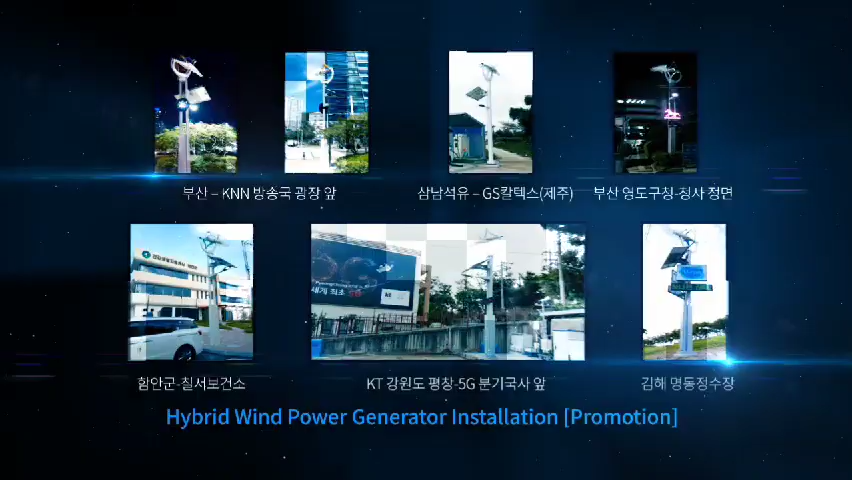 부산 – KNN 방송국 광장 앞
삼남석유 – GS칼텍스(제주)
부산 영도구청-청사 정면
함안군-칠서보건소
KT 강원도 평창-5G 분기국사 앞
김해 명동정수장
Hybrid Wind Power Generator Installation [Promotion]